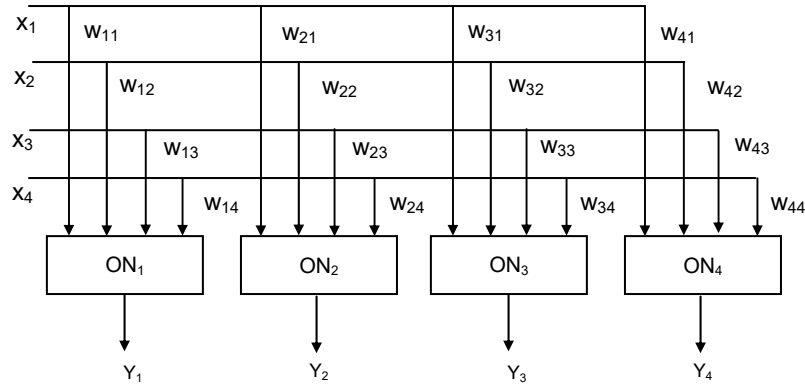 x₁ w₁₁ w₂₁ w₃₁ w₄₁
x₂ w₁₂ w₂₂ w₃₂ w₄₂
x₃ w₁₃ w₂₃ w₃₃ w₄₃
x₄ w₁₄ w₂₄ w₃₄ w₄₄
ON₁ ON₂ ON₃ ON₄
Y₁ Y₂ Y₃ Y₄